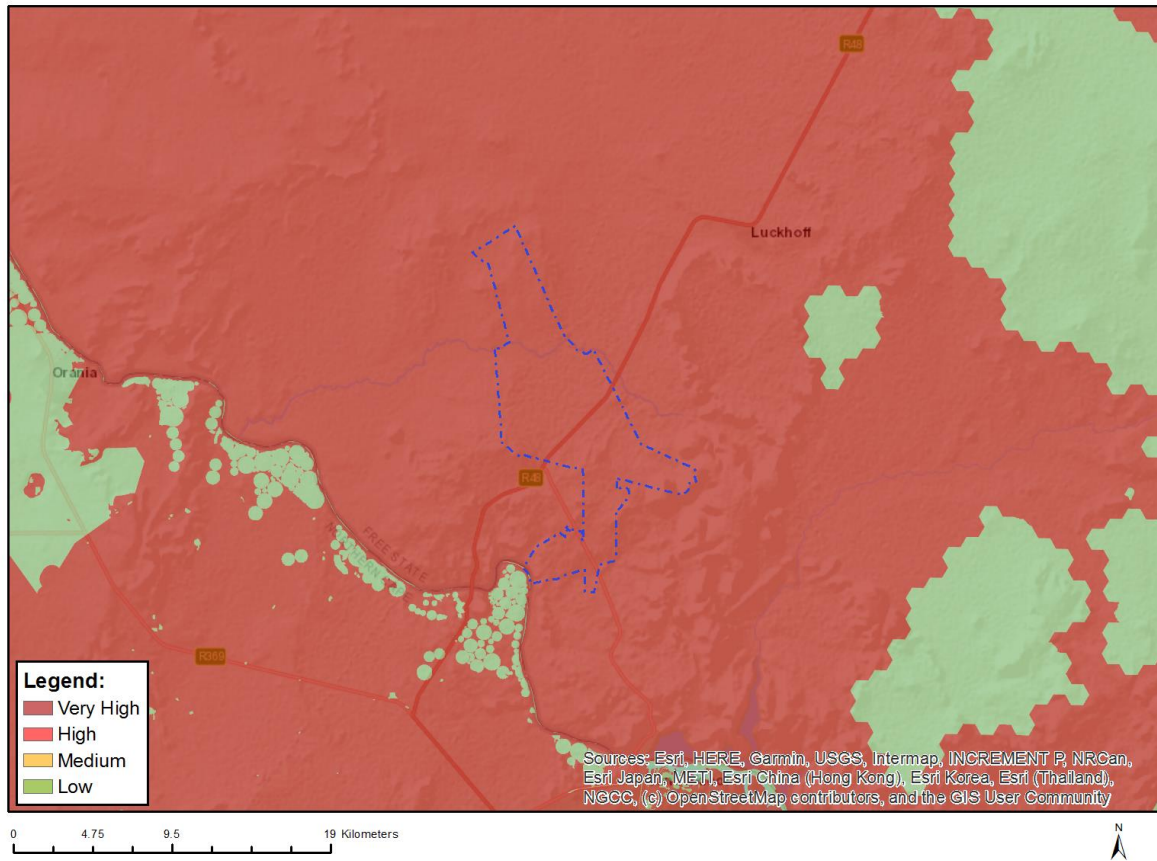 R48
Luckhoff
Orania
R48
FREE STATE
NORTHERN CAPE
R369
Legend:
Very High
High
Medium
Low
Sources: Esri, HERE, Garmin, USGS, Intermap, INCREMENT P, NRCan,
Esri Japan, METI, Esri China (Hong Kong), Esri Korea, Esri (Thailand),
NGCC, (c) OpenStreetMap contributors, and the GIS User Community
0 4.75 9.5 19 Kilometers
N